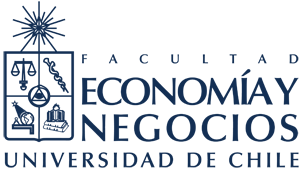 FACULTAD
ECONOMÍA Y
NEGOCIOS
UNIVERSIDAD DE CHILE